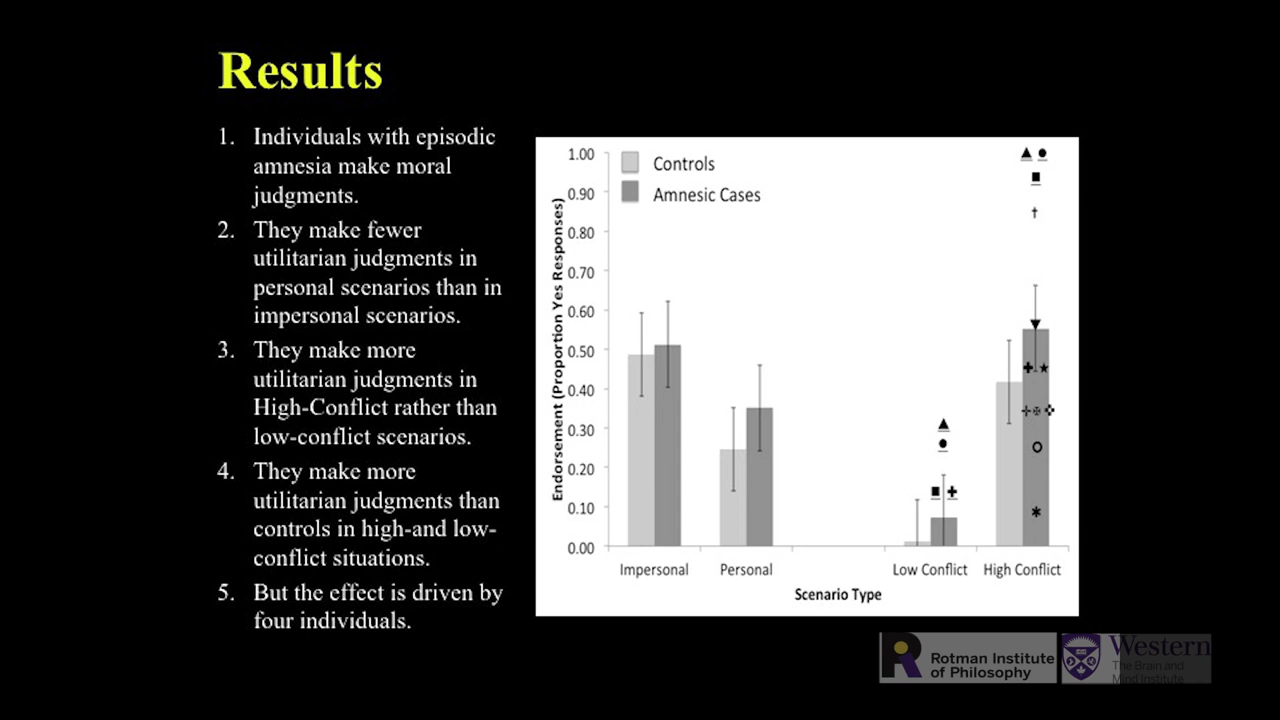 Results
1. Individuals with episodic
amnesia make moral
judgments.
2. They make fewer
utilitarian judgments in
personal scenarios than in
impersonal scenarios.
3. They make more
utilitarian judgments in
High-Conflict rather than
low-conflict scenarios.
4. They make more
utilitarian judgments than
controls in high-and low-
conflict situations.
5. But the effect is driven by
four individuals.
Endorsement (Proportion Yes Responses)
1.00
0.90
0.80
0.70
0.60
0.50
0.40
0.30
0.20
0.10
0.00
Controls
Amnesic Cases
Impersonal Personal Low Conflict High Conflict
Scenario Type
Rotman Institute
of Philosophy
Western
The Brain and
Mind Institute